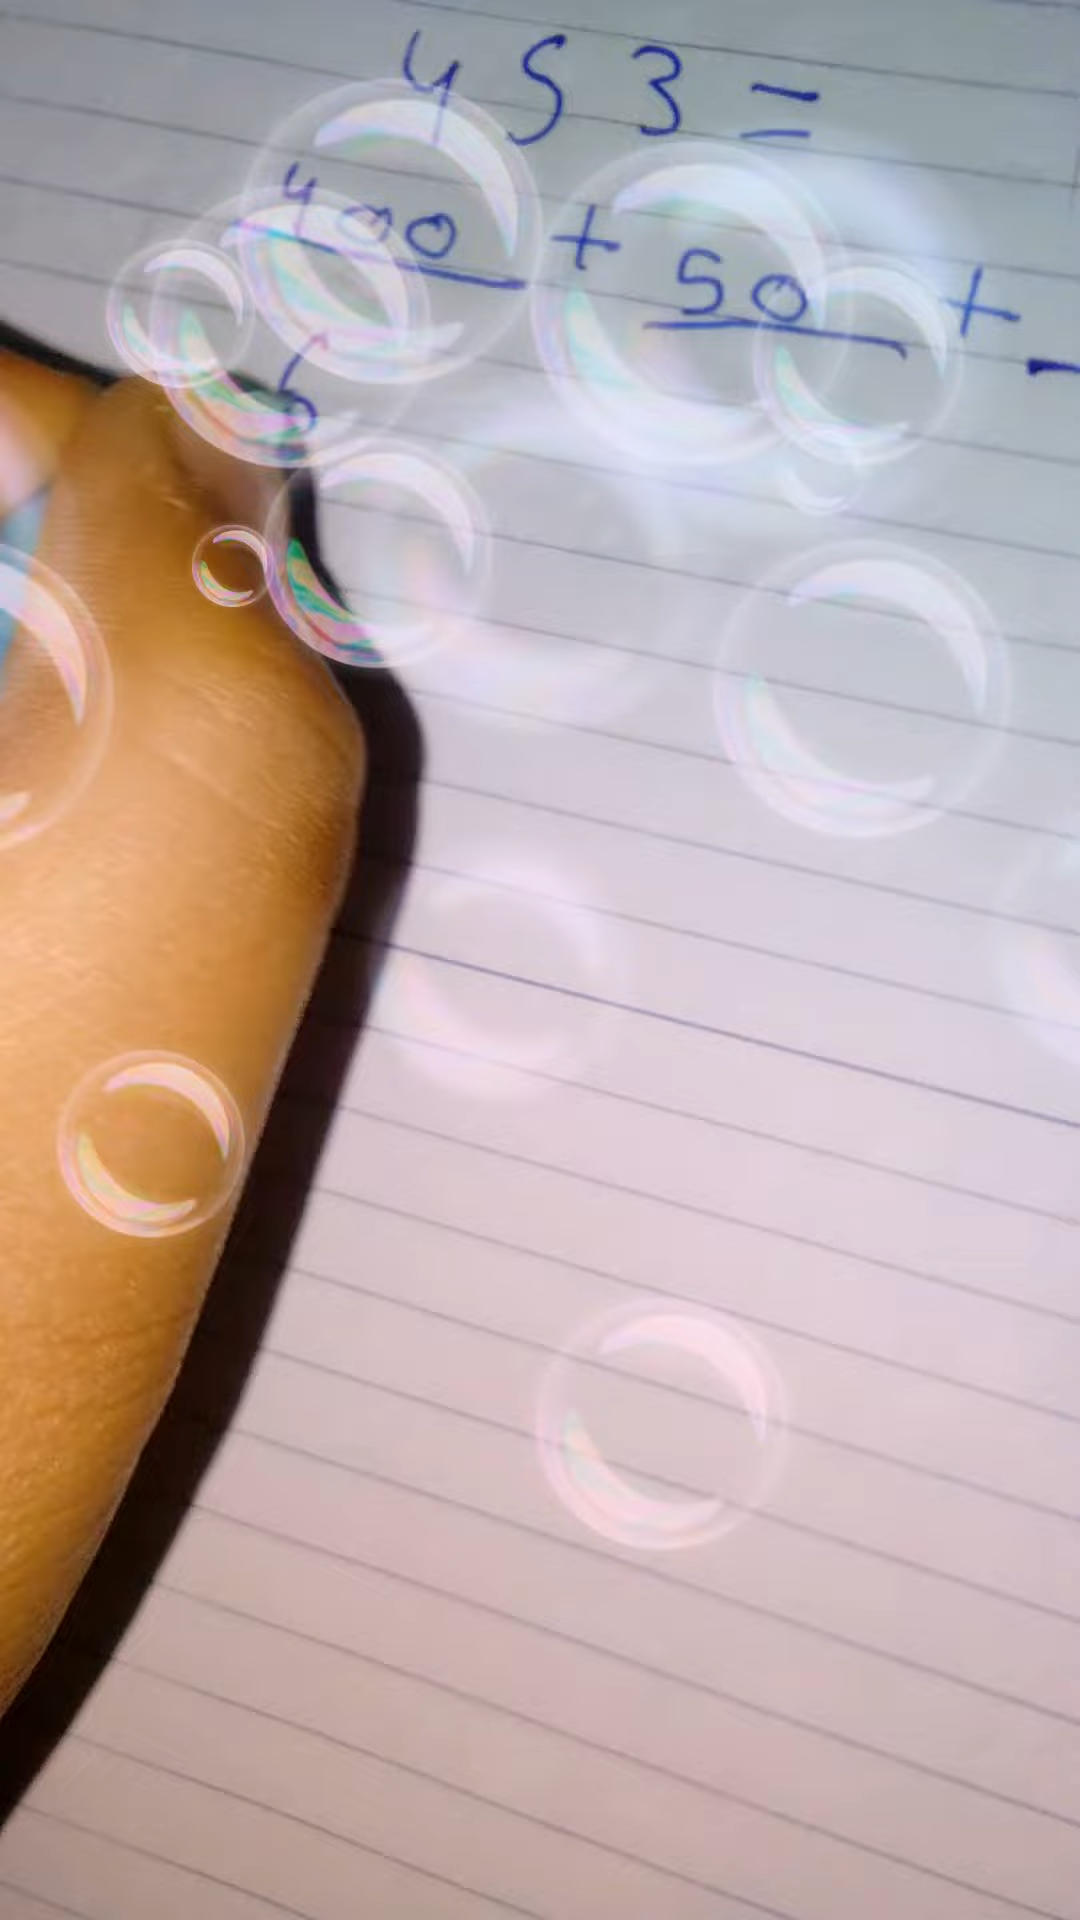 453 =
400 + 50 + _